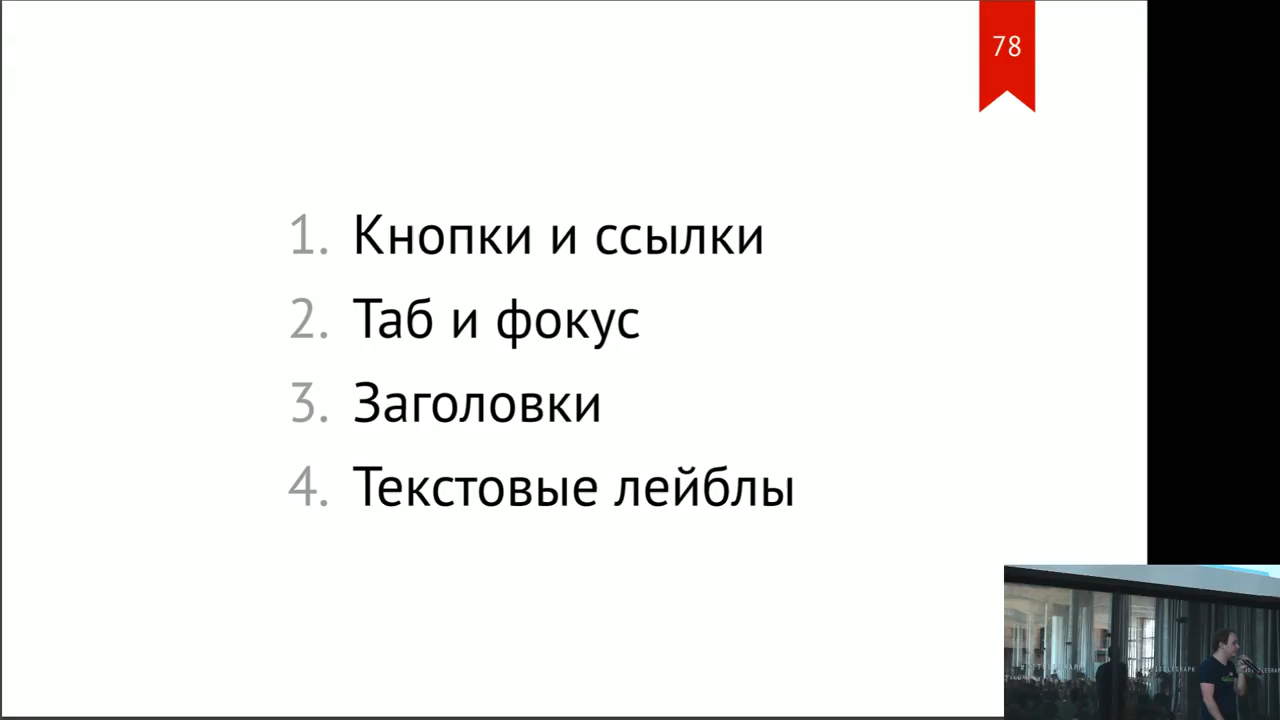 78
1. Кнопки и ссылки
2. Таб и фокус
3. Заголовки
4. Текстовые лейблы